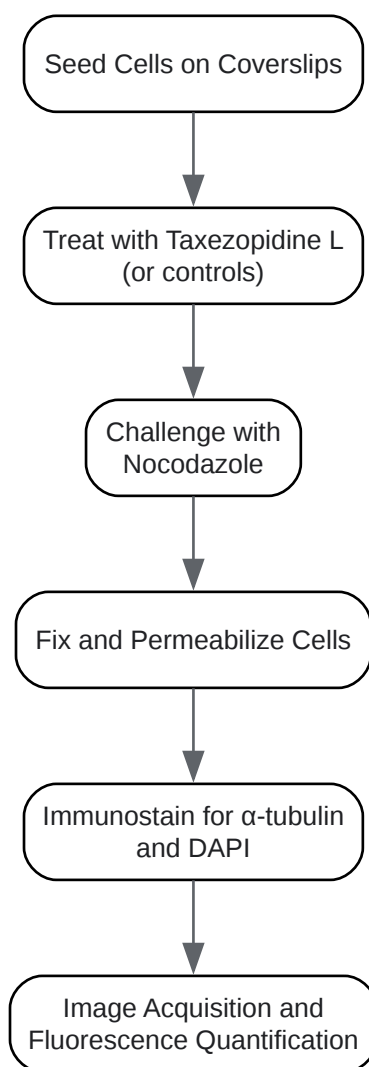 Seed Cells on Coverslips
Treat with Taxezopidine L
(or controls)
Challenge with
Nocodazole
Fix and Permeabilize Cells
Immunostain for α-tubulin
and DAPI
Image Acquisition and
Fluorescence Quantification